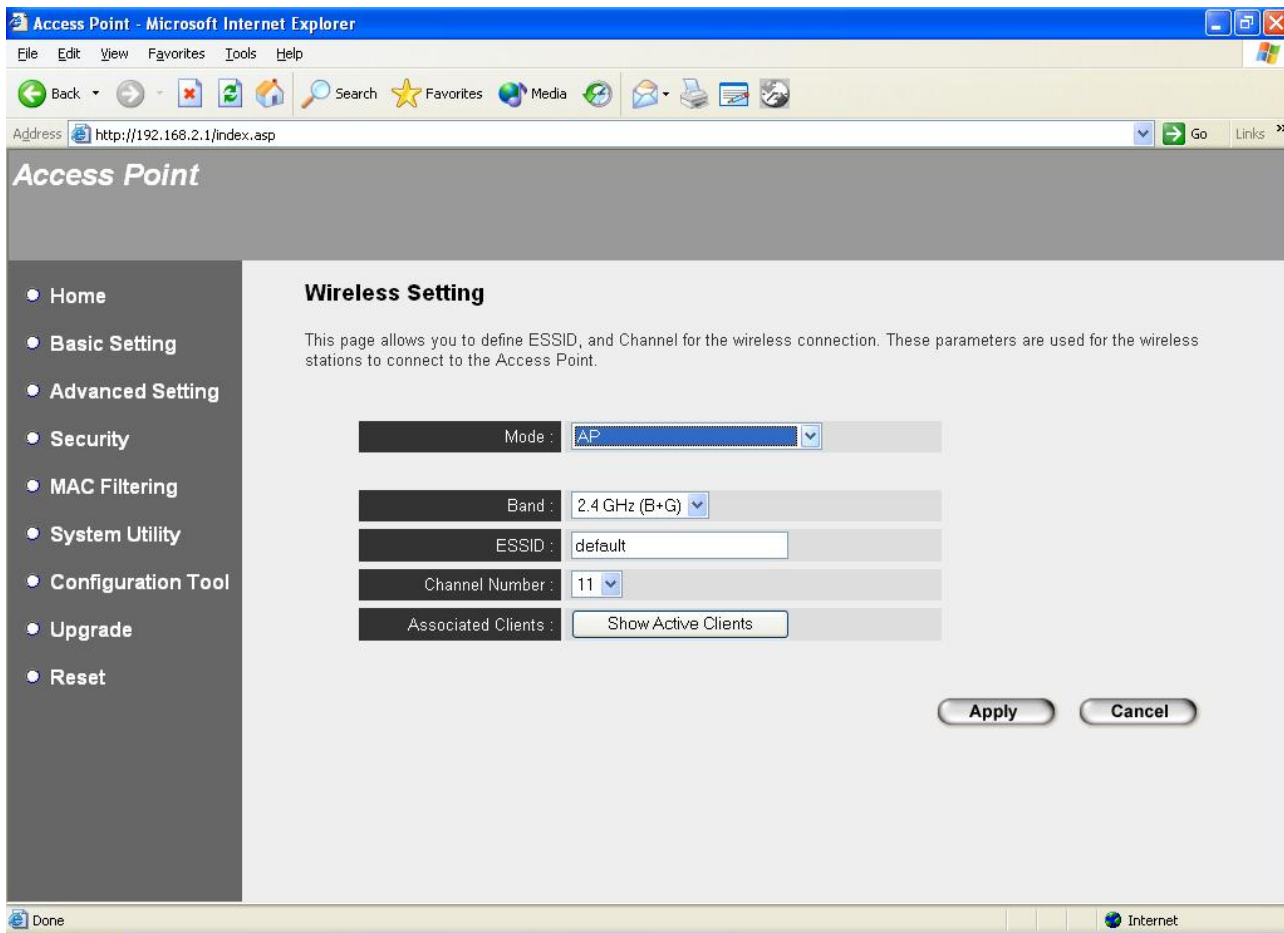 Access Point - Microsoft Internet Explorer
File Edit View Favorites Tools Help
Back Search Favorites Media
Address http://192.168.2.1/index.asp Go Links »
Access Point
Home
Basic Setting
Advanced Setting
Security
MAC Filtering
System Utility
Configuration Tool
Upgrade
Reset
Wireless Setting
This page allows you to define ESSID, and Channel for the wireless connection. These parameters are used for the wireless
stations to connect to the Access Point.
Mode : AP
Band : 2.4 GHz (B+G)
ESSID : default
Channel Number : 11
Associated Clients : Show Active Clients
Apply Cancel
Done Internet